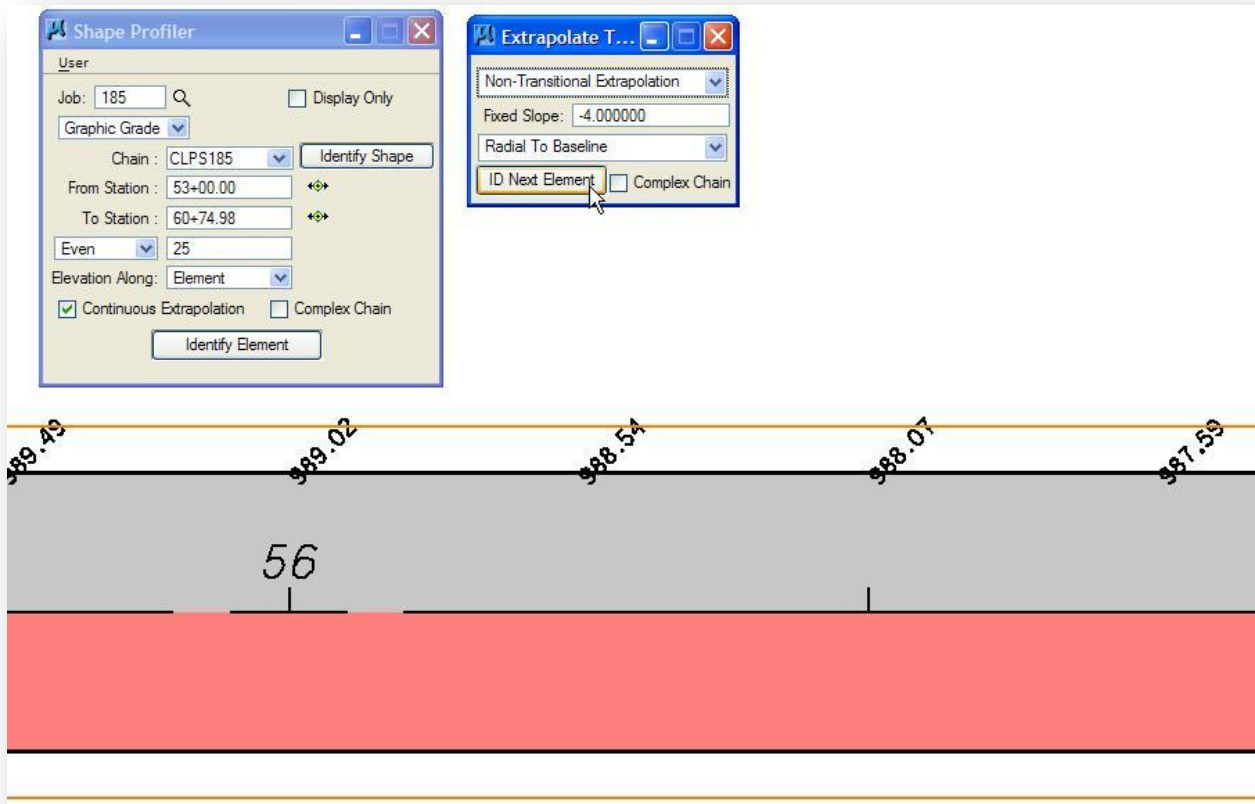 Shape Profiler
User
Job: 185
Display Only
Graphic Grade
Chain : CLPS185
Identify Shape
From Station : 53+00.00
To Station : 60+74.98
Even 25
Elevation Along: Element
Continuous Extrapolation
Complex Chain
Identify Element
Extrapolate T...
Non-Transitional Extrapolation
Fixed Slope: -4.000000
Radial To Baseline
ID Next Element
Complex Chain
989.49
989.02
988.54
988.07
987.59
56